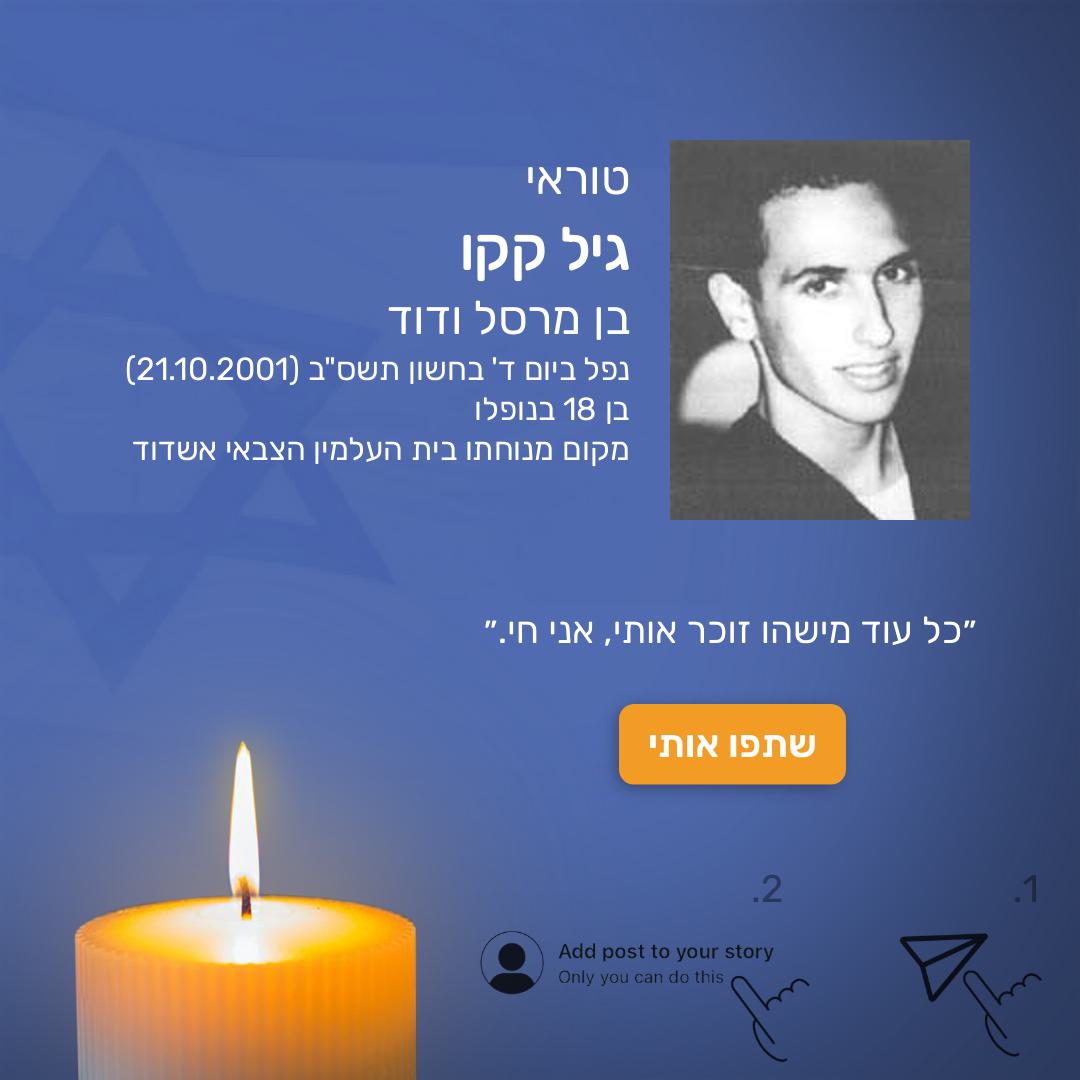 טוראי
גיל קקו
בן מרסל ודוד
נפל ביום ד' בחשון תשס"ב (21.10.2001)
בן 18 בנופלו
מקום מנוחתו בית העלמין הצבאי אשדוד
״כל עוד מישהו זוכר אותי, אני חי.״
שתפו אותי
1.
2.
Add post to your story
Only you can do this